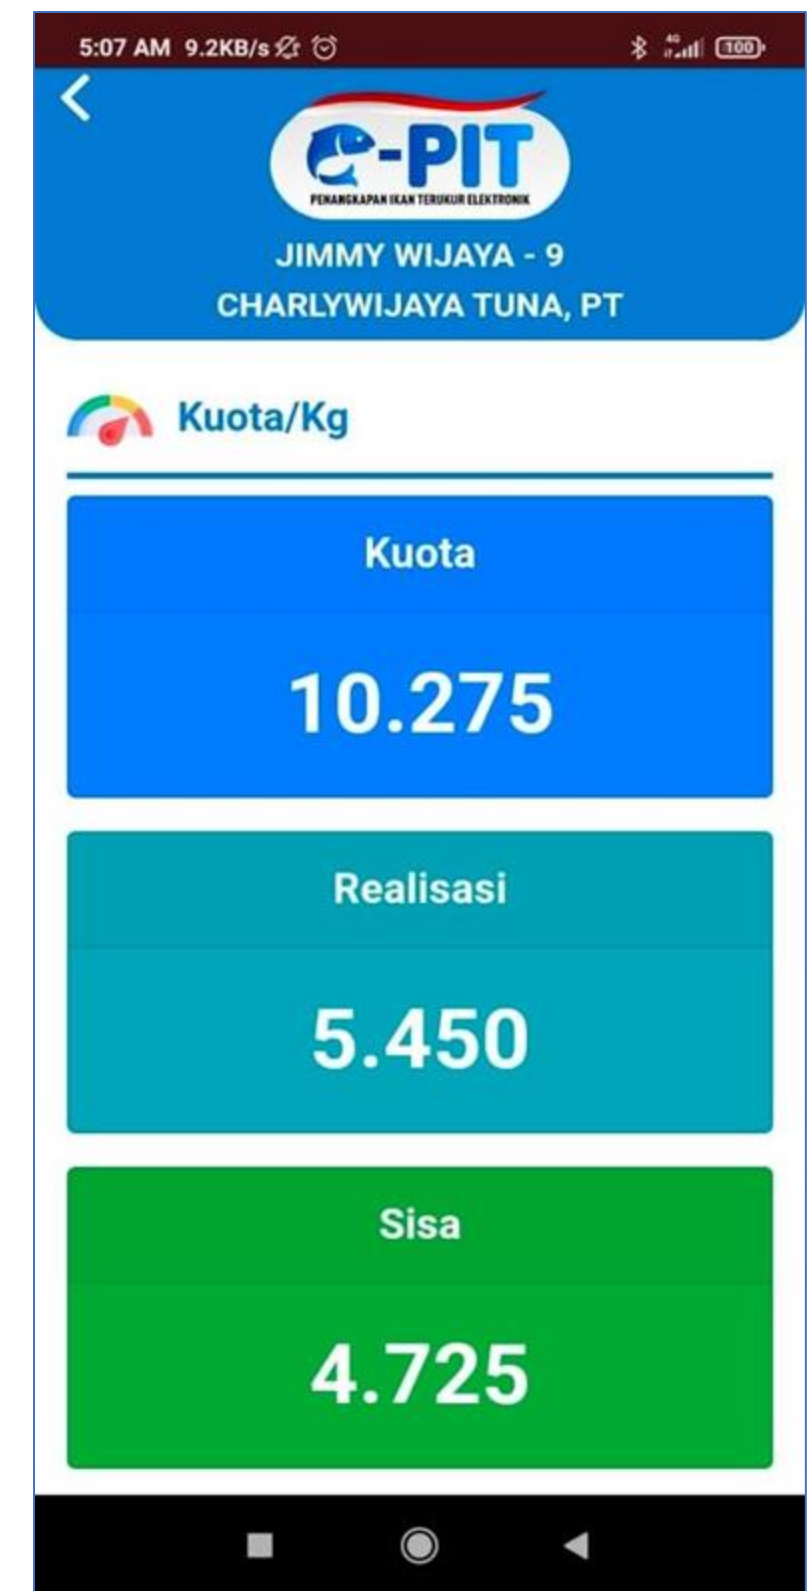 5:07 AM 9.2KB/s
4G
100
e-PIT
PENANGKAPAN IKAN TERUKUR ELEKTRONIK
JIMMY WIJAYA - 9
CHARLYWIJAYA TUNA, PT
Kuota/Kg
Kuota
10.275
Realisasi
5.450
Sisa
4.725